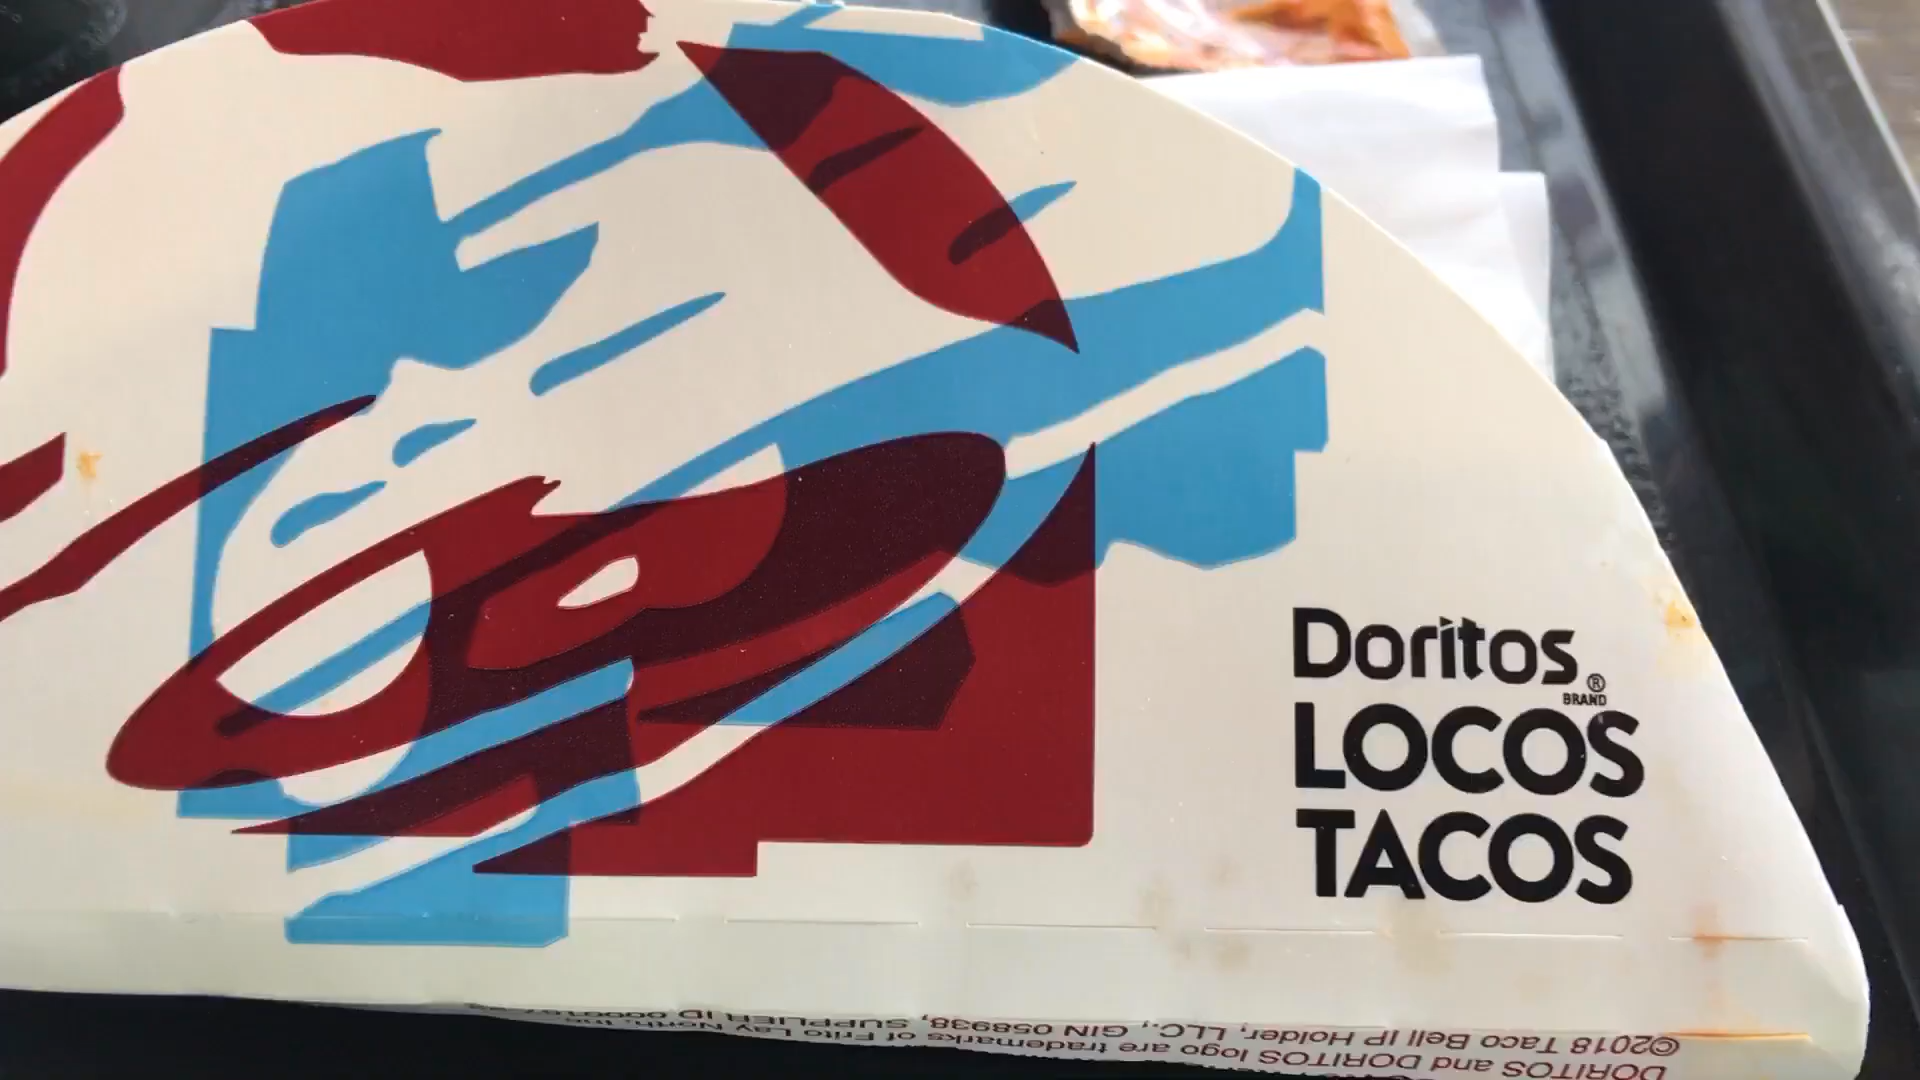 Doritos®
BRAND
LOCOS
TACOS
©2018 Taco Bell IP Holder, LLC., GIN 058938, SUPPLIER ID
DORITOS and DORITOS logo are trademarks of Frito Lay North, Inc.